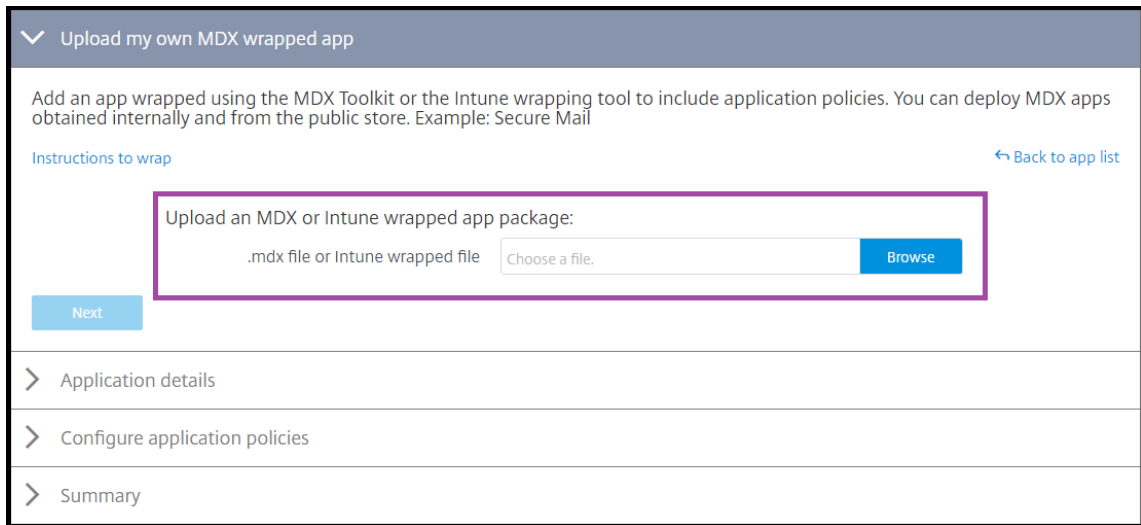 Upload my own MDX wrapped app
Add an app wrapped using the MDX Toolkit or the Intune wrapping tool to include application policies. You can deploy MDX apps
obtained internally and from the public store. Example: Secure Mail
Instructions to wrap
Back to app list
Upload an MDX or Intune wrapped app package:
.mdx file or Intune wrapped file
Choose a file.
Browse
Next
Application details
Configure application policies
Summary